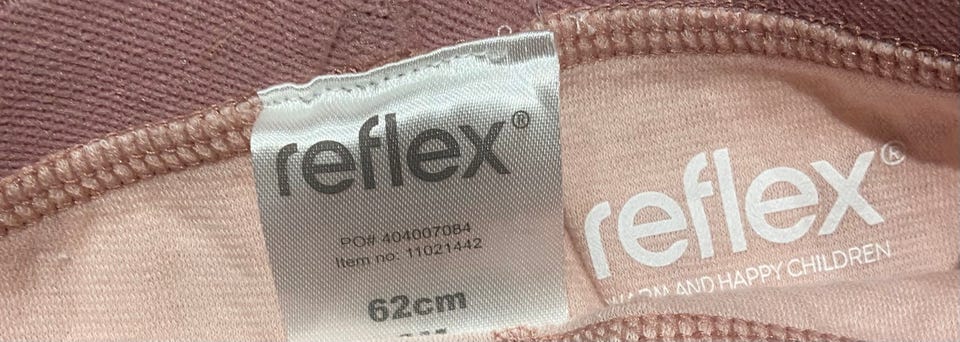 reflex®
PO# 404007084
Item no: 11021442
62cm
reflex®
WARM AND HAPPY CHILDREN